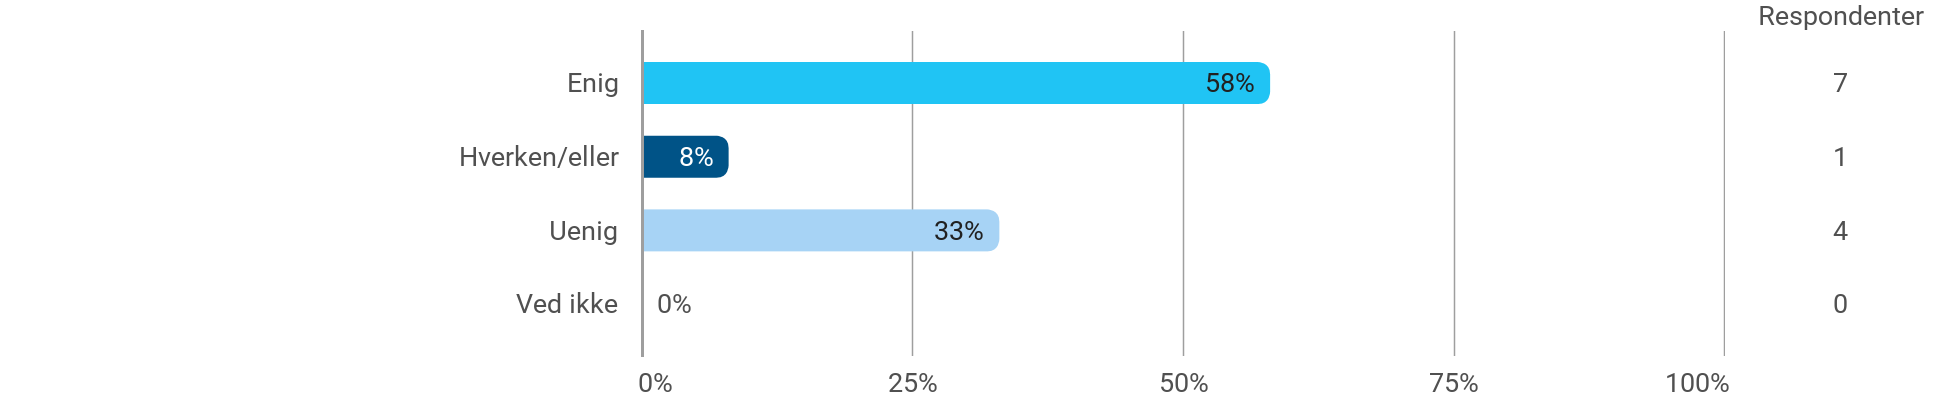 Respondenter
Enig 58% 7
Hverken/eller 8% 1
Uenig 33% 4
Ved ikke 0% 0
0% 25% 50% 75% 100%